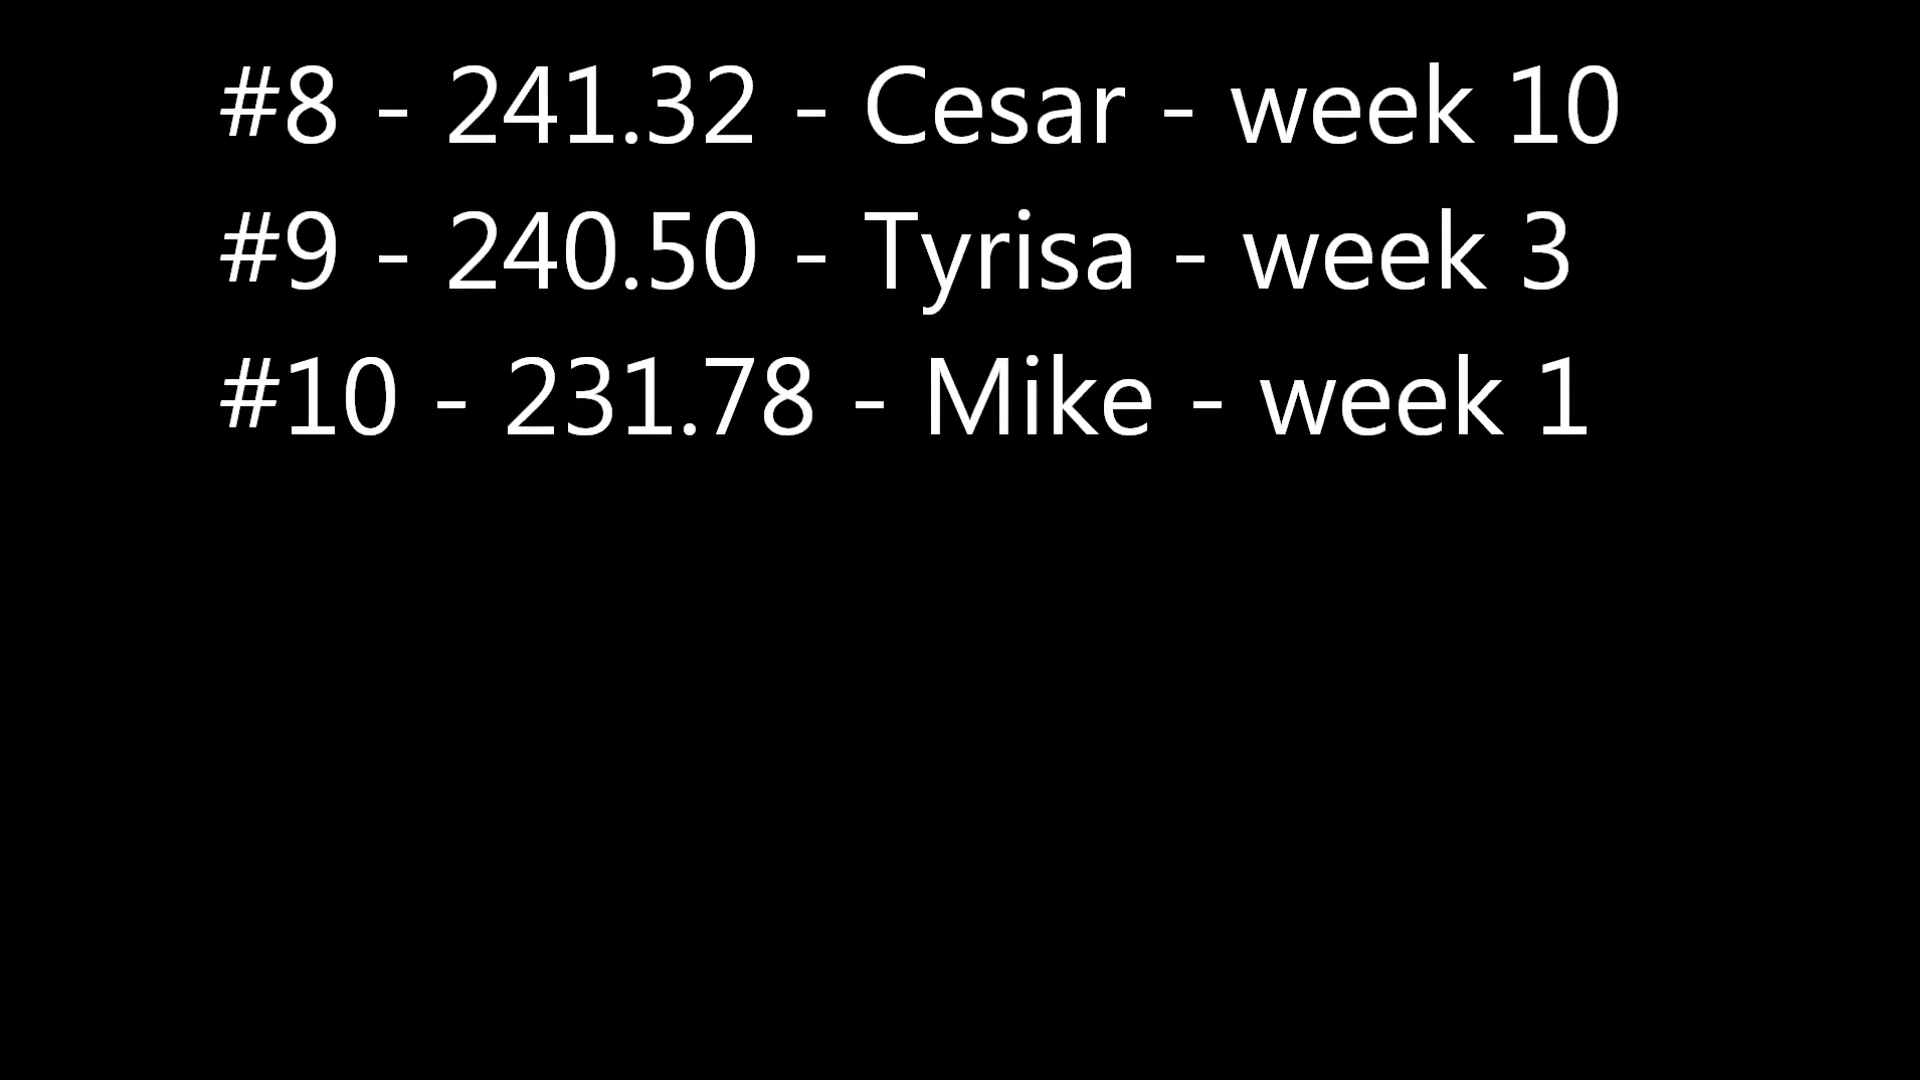 #8 - 241.32 - Cesar - week 10
#9 - 240.50 - Tyrisa - week 3
#10 - 231.78 - Mike - week 1